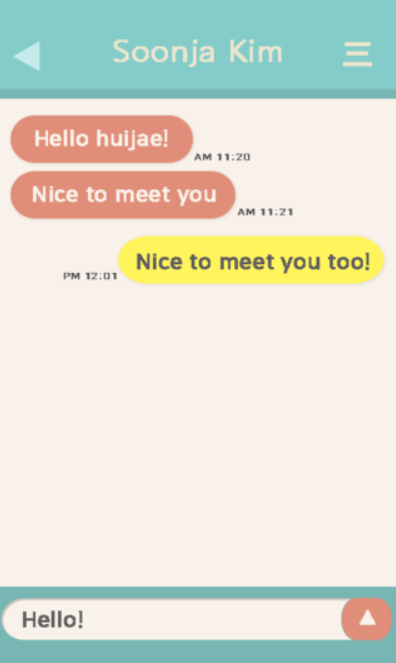 Soonja Kim
Hello huijae!
AM 11:20
Nice to meet you
AM 11:21
Nice to meet you too!
PM 12:01
Hello!